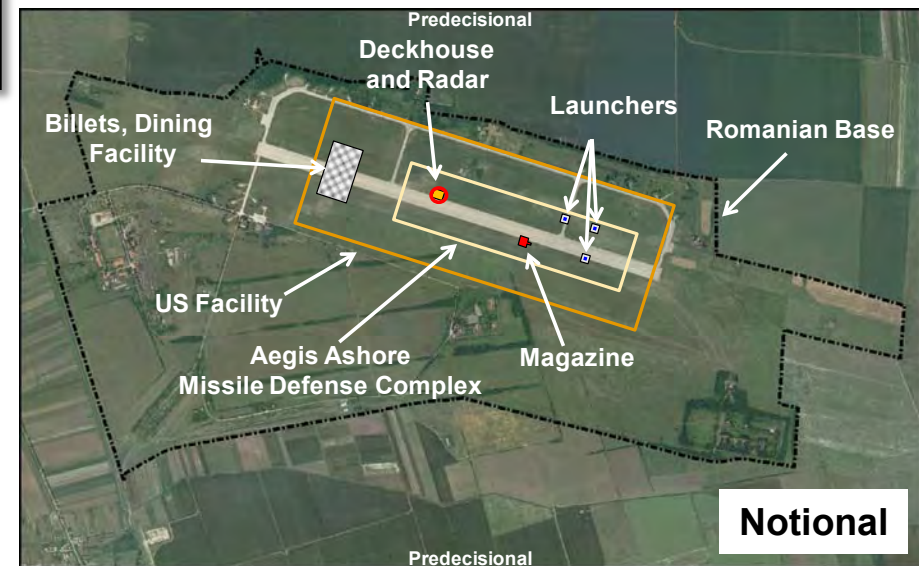 Predecisional
Deckhouse
and Radar
Launchers
Billets, Dining
Facility
Romanian Base
US Facility
Aegis Ashore
Missile Defense Complex
Magazine
Notional
Predecisional